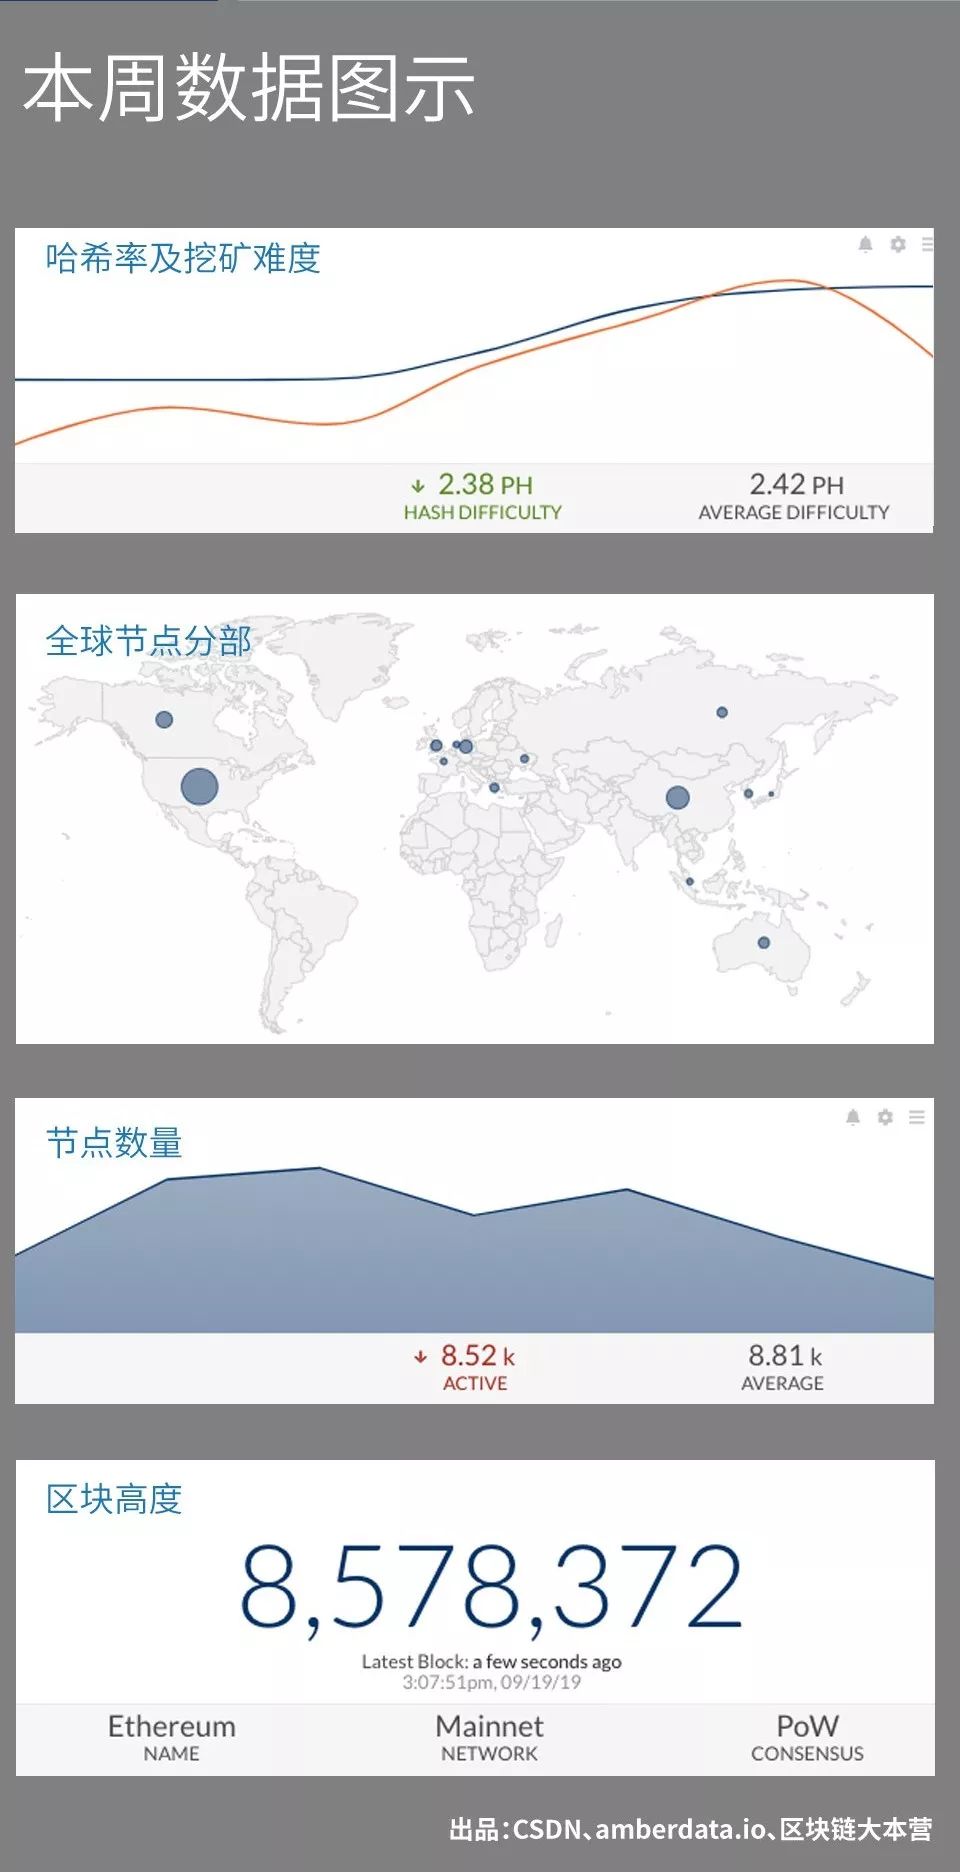 本周数据图示
哈希率及挖矿难度
↓ 2.38 PH
HASH DIFFICULTY
2.42 PH
AVERAGE DIFFICULTY
全球节点分部
节点数量
↓ 8.52 k
ACTIVE
8.81 k
AVERAGE
区块高度
8,578,372
Latest Block: a few seconds ago
3:07:51pm, 09/19/19
Ethereum
NAME
Mainnet
NETWORK
PoW
CONSENSUS
出品:CSDN、amberdata.io、区块链大本营